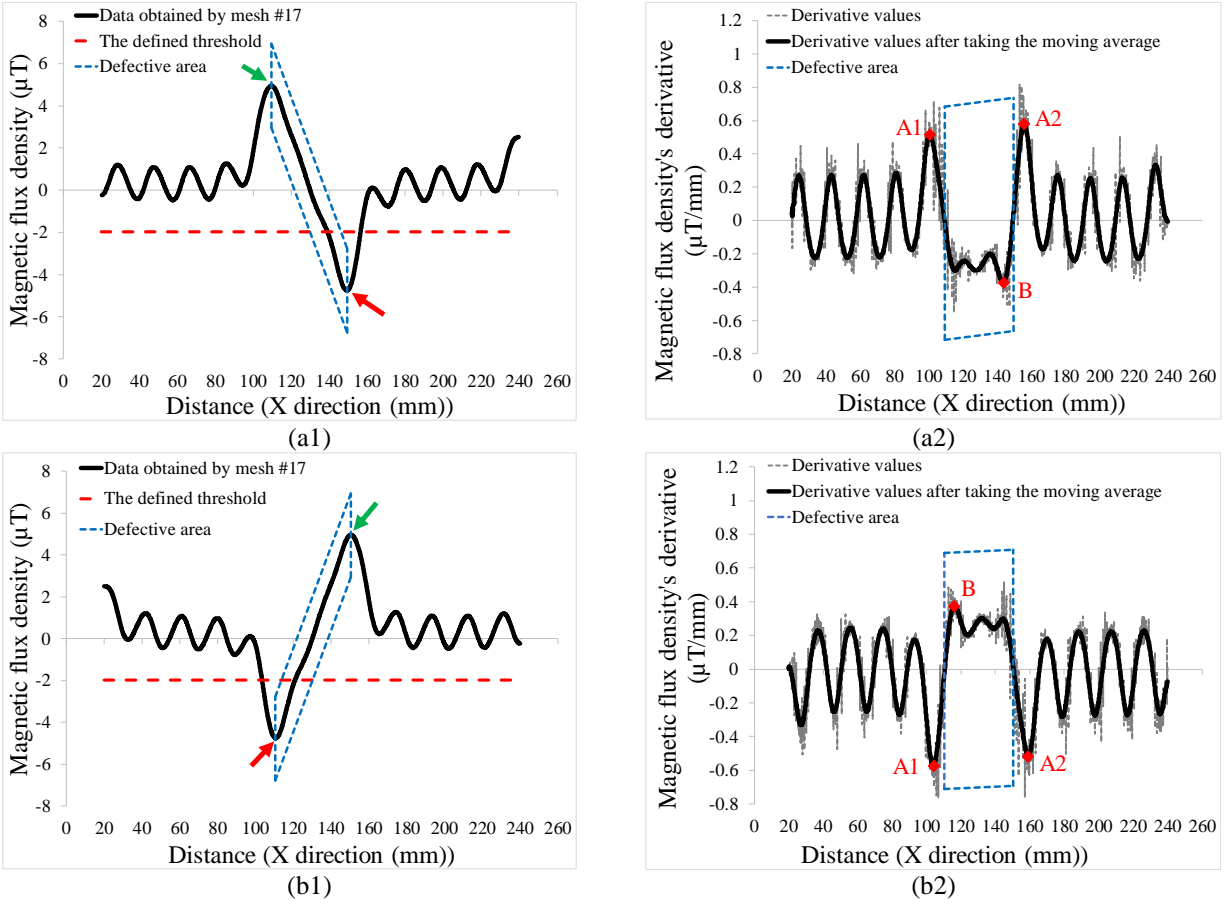 Magnetic flux density (µT)
8
6
4
2
0
-2
-4
-6
-8
Data obtained by mesh #17
The defined threshold
Defective area
0 20 40 60 80 100 120 140 160 180 200 220 240 260
Distance (X direction (mm))
(a1)
Magnetic flux density's derivative
(µT/mm)
1.2
1
0.8
0.6
0.4
0.2
0
-0.2
-0.4
-0.6
-0.8
Derivative values
Derivative values after taking the moving average
Defective area
A1
A2
B
0 20 40 60 80 100 120 140 160 180 200 220 240 260
Distance (X direction (mm))
(a2)
Magnetic flux density (µT)
8
6
4
2
0
-2
-4
-6
-8
Data obtained by mesh #17
The defined threshold
Defective area
0 20 40 60 80 100 120 140 160 180 200 220 240 260
Distance (X direction (mm))
(b1)
Magnetic flux density's derivative
(µT/mm)
1.2
1
0.8
0.6
0.4
0.2
0
-0.2
-0.4
-0.6
-0.8
Derivative values
Derivative values after taking the moving average
Defective area
B
A1
A2
0 20 40 60 80 100 120 140 160 180 200 220 240 260
Distance (X direction (mm))
(b2)